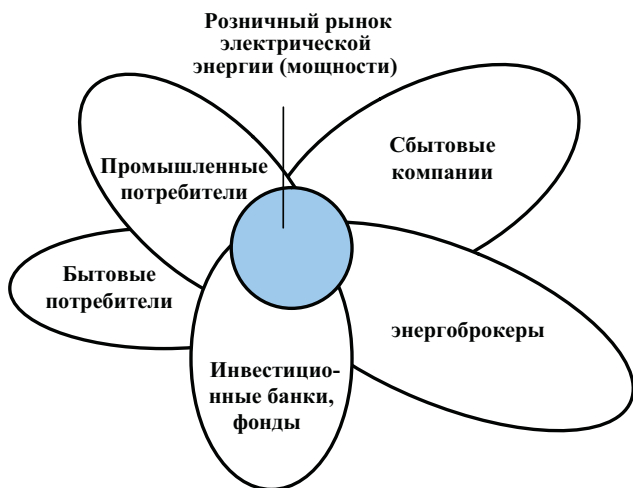 Розничный рынок
электрической
энергии (мощности)
Сбытовые
компании
Промышленные
потребители
Бытовые
потребители
энергоброкеры
Инвестицио-
нные банки,
фонды